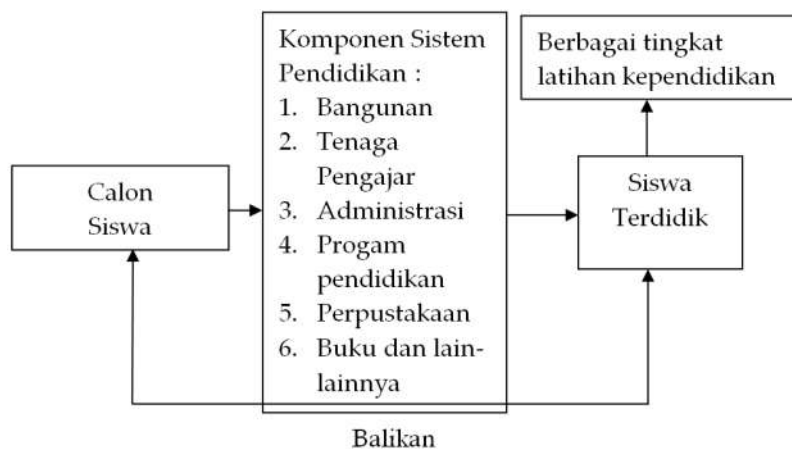 Calon
Siswa
Komponen Sistem
Pendidikan :
1. Bangunan
2. Tenaga
Pengajar
3. Administrasi
4. Progam
pendidikan
5. Perpustakaan
6. Buku dan lain-
lainnya
Berbagai tingkat
latihan kependidikan
Siswa
Terdidik
Balikan